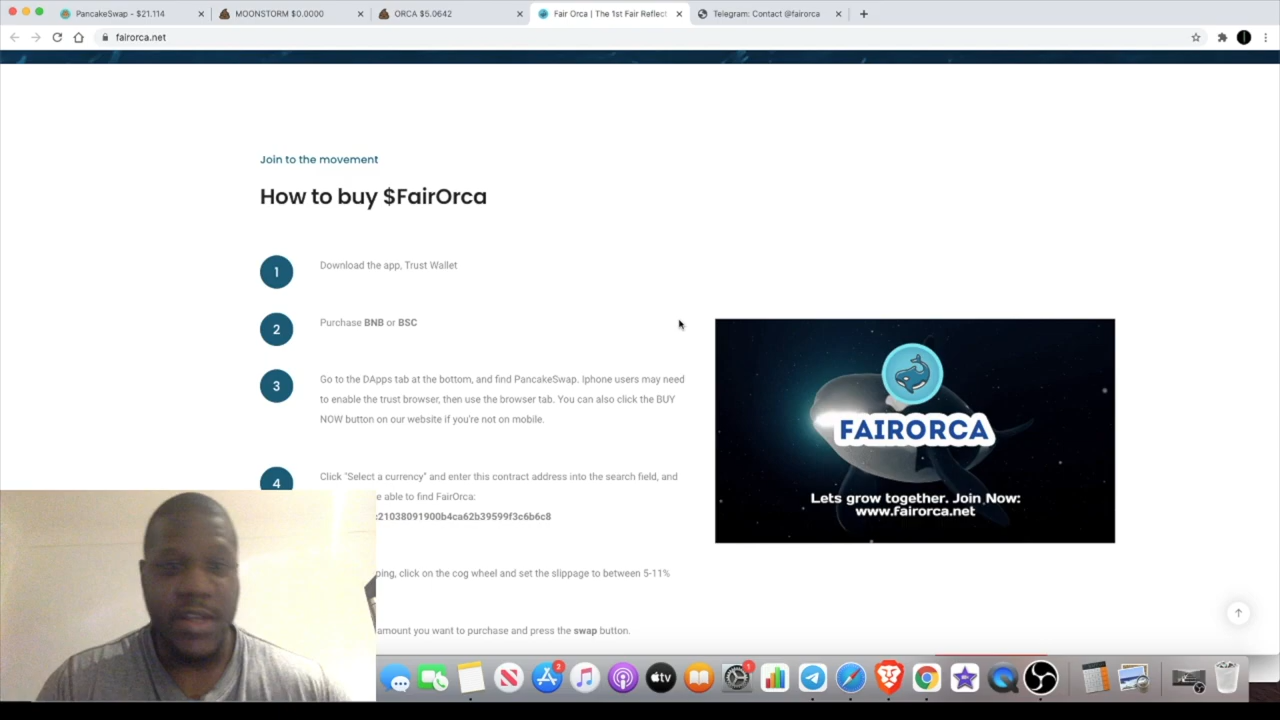 PancakeSwap - $21.114
MOONSTORM $0.0000
ORCA $5.0642
Fair Orca | The 1st Fair Reflect
Telegram: Contact @fairorca
fairorca.net
Join to the movement
How to buy $FairOrca
1
Download the app, Trust Wallet
2
Purchase BNB or BSC
3
Go to the DApps tab at the bottom, and find PancakeSwap. Iphone users may need
to enable the trust browser, then use the browser tab. You can also click the BUY
NOW button on our website if you're not on mobile.
4
Click "Select a currency" and enter this contract address into the search field, and
able to find FairOrca:
21038091900b4ca62b39599f3c6b6c8
click on the cog wheel and set the slippage to between 5-11%
amount you want to purchase and press the swap button.
FAIRORCA
Lets grow together. Join Now:
www.fairorca.net
tv
2
1